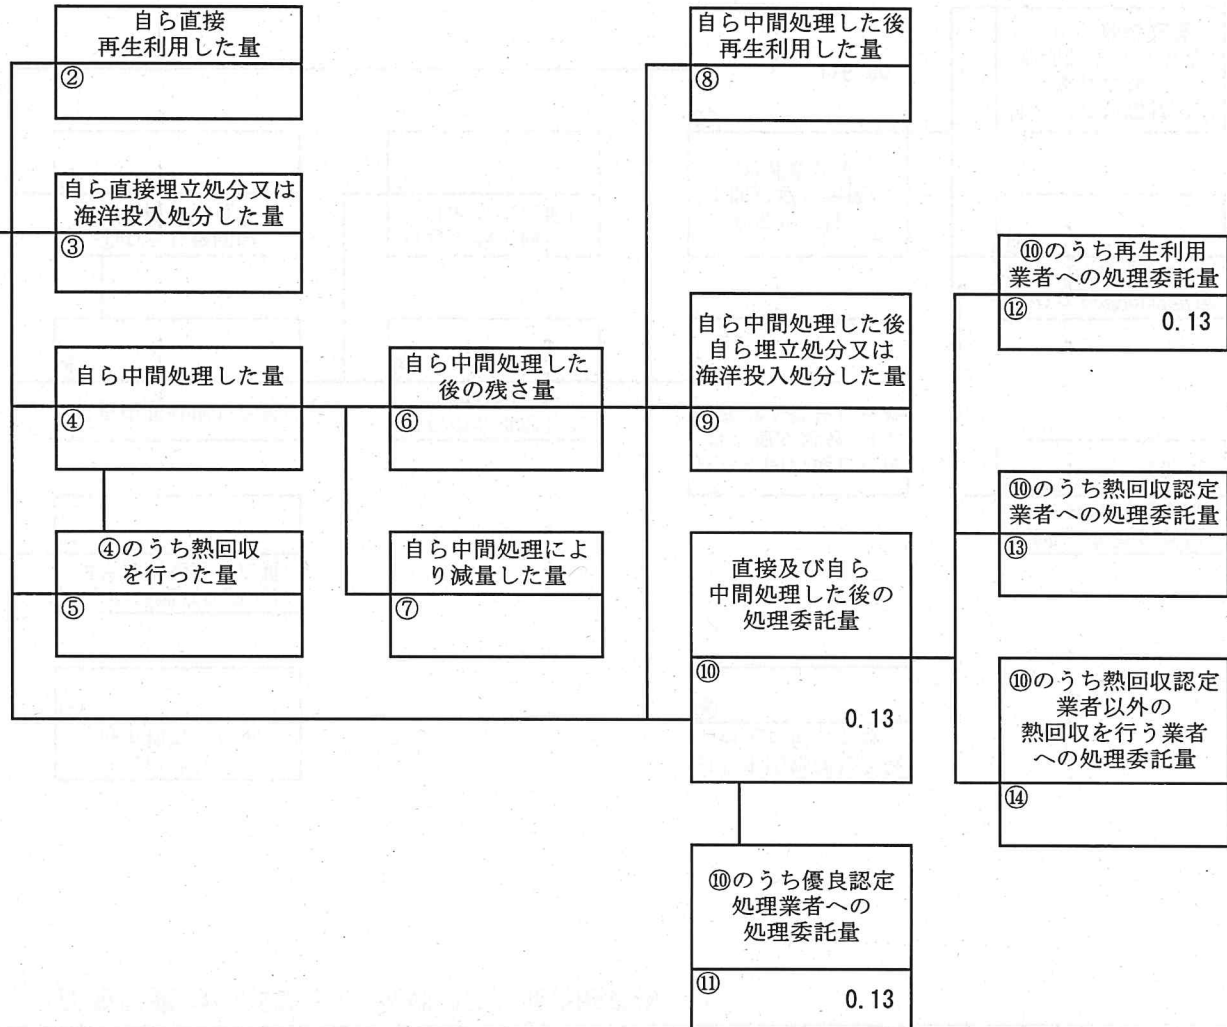 自ら直接
再生利用した量
②
自ら直接埋立処分又は
海洋投入処分した量
③
自ら中間処理した量
④
④のうち熱回収
を行った量
⑤
自ら中間処理した
後の残さ量
⑥
自ら中間処理によ
り減量した量
⑦
自ら中間処理した後
再生利用した量
⑧
自ら中間処理した後
自ら埋立処分又は
海洋投入処分した量
⑨
直接及び自ら
中間処理した後の
処理委託量
⑩
0.13
⑩のうち優良認定
処理業者への
処理委託量
⑪
0.13
⑩のうち再生利用
業者への処理委託量
⑫
0.13
⑩のうち熱回収認定
業者への処理委託量
⑬
⑩のうち熱回収認定
業者以外の
熱回収を行う業者
への処理委託量
⑭